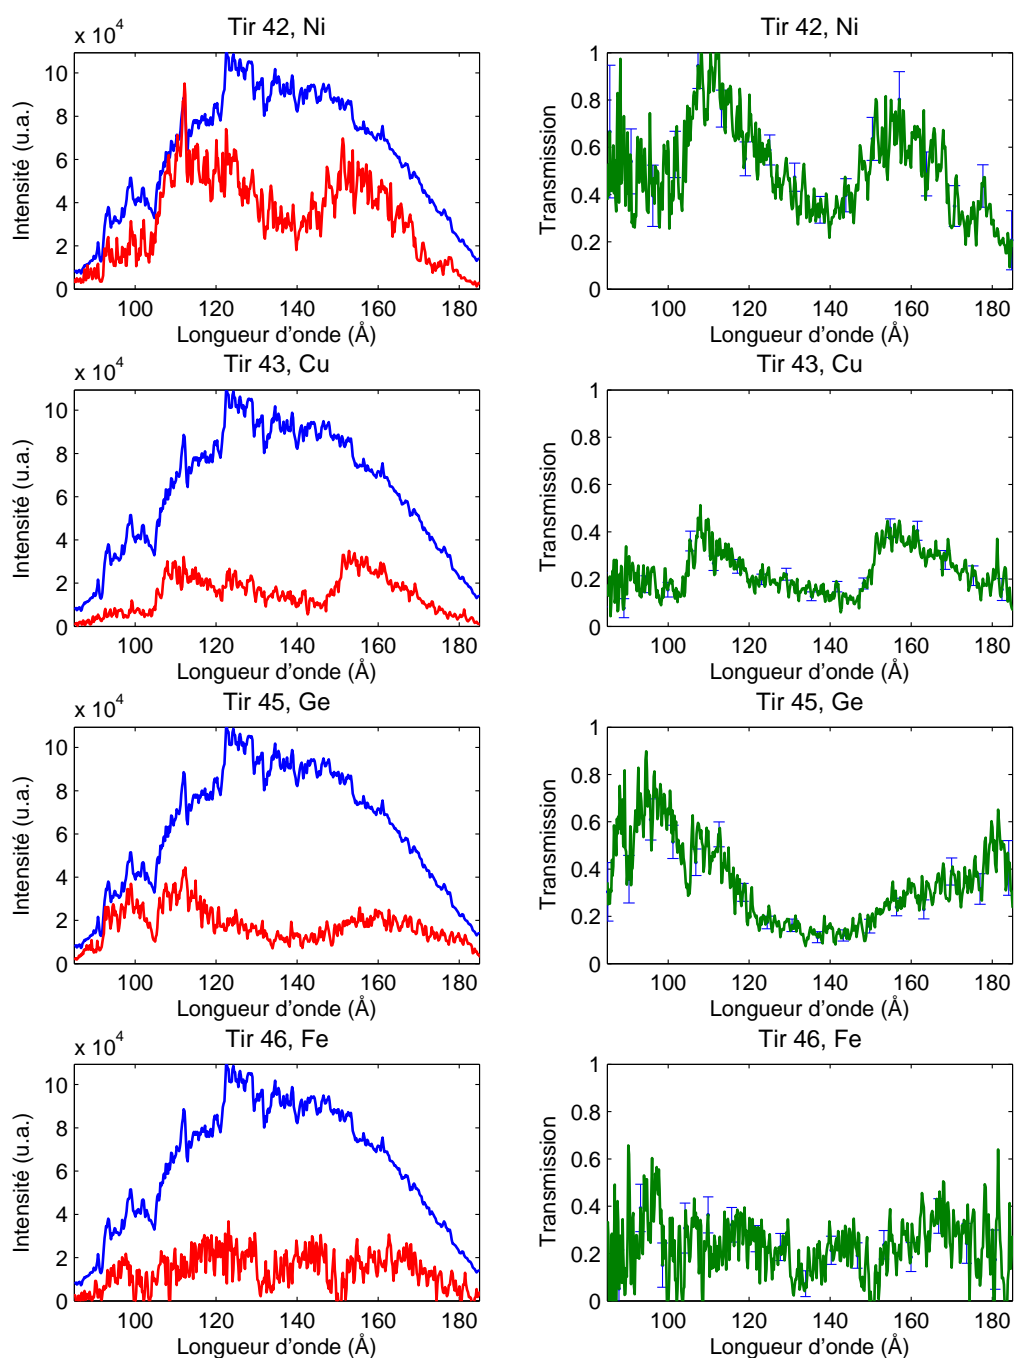 Tir 42, Ni
x 10^4
Intensité (u.a.)
10
8
6
4
2
0
100 120 140 160 180
Longueur d'onde (Å)
Tir 42, Ni
Transmission
1
0.8
0.6
0.4
0.2
0
100 120 140 160 180
Longueur d'onde (Å)
Tir 43, Cu
x 10^4
Intensité (u.a.)
10
8
6
4
2
0
100 120 140 160 180
Longueur d'onde (Å)
Tir 43, Cu
Transmission
1
0.8
0.6
0.4
0.2
0
100 120 140 160 180
Longueur d'onde (Å)
Tir 45, Ge
x 10^4
Intensité (u.a.)
10
8
6
4
2
0
100 120 140 160 180
Longueur d'onde (Å)
Tir 45, Ge
Transmission
1
0.8
0.6
0.4
0.2
0
100 120 140 160 180
Longueur d'onde (Å)
Tir 46, Fe
x 10^4
Intensité (u.a.)
10
8
6
4
2
0
100 120 140 160 180
Longueur d'onde (Å)
Tir 46, Fe
Transmission
1
0.8
0.6
0.4
0.2
0
100 120 140 160 180
Longueur d'onde (Å)